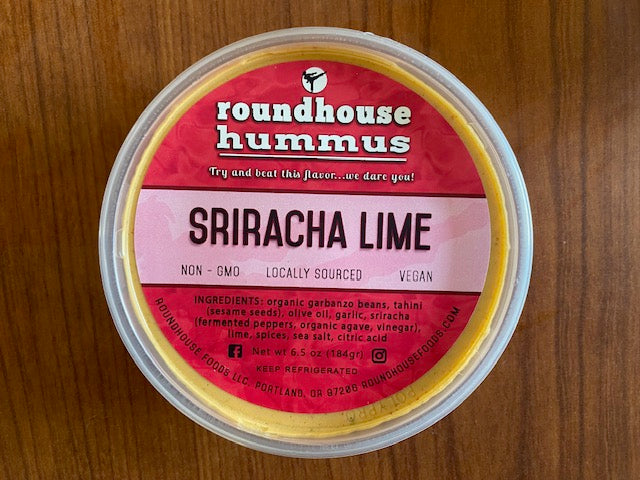 roundhouse
hummus
Try and beat this flavor...we dare you!
SRIRACHA LIME
NON - GMO LOCALLY SOURCED VEGAN
INGREDIENTS: organic garbanzo beans, tahini
(sesame seeds), olive oil, garlic, sriracha
(fermented peppers, organic agave, vinegar),
lime, spices, sea salt, citric acid
Net wt 6.5 oz (184gr)
KEEP REFRIGERATED
ROUNDHOUSE FOODS LLC. PORTLAND, OR 97206 ROUNDHOUSEFOODS.COM